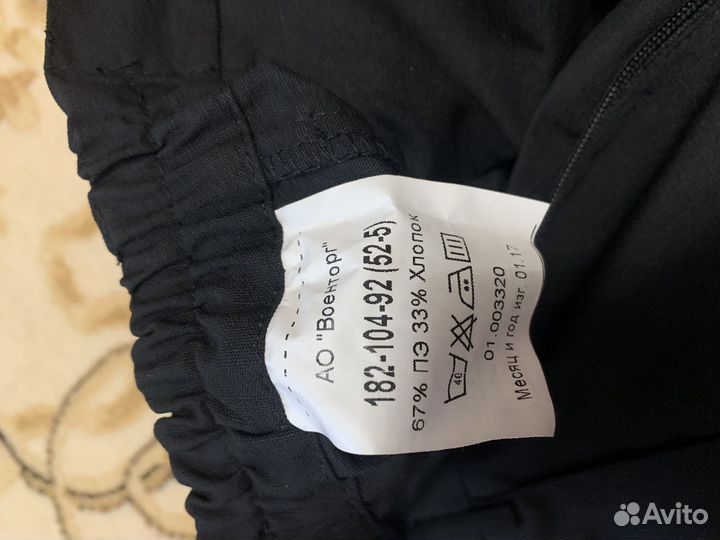 АО "Военторг"
182-104-92 (52-5)
67% ПЭ 33% Хлопок
40
01.003320
Месяц и год изг. 01.17
Avito